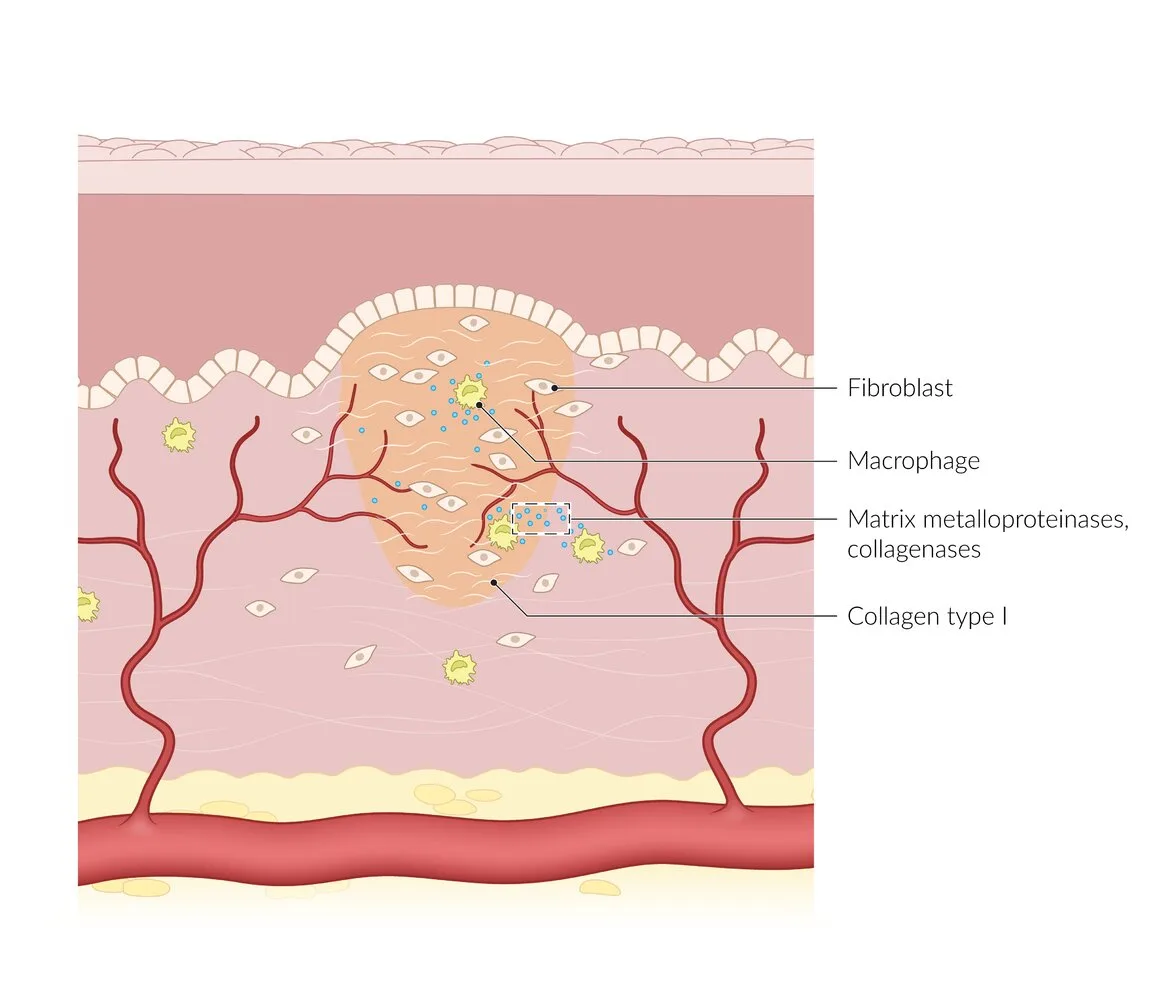 Fibroblast
Macrophage
Matrix metalloproteinases,
collagenases
Collagen type I